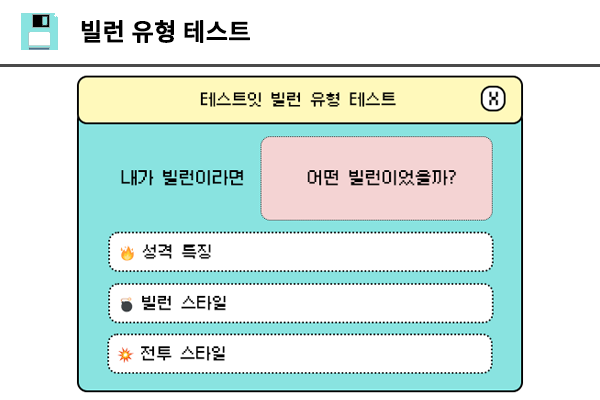 빌런 유형 테스트
테스트잇 빌런 유형 테스트
X
내가 빌런이라면 어떤 빌런이었을까?
🔥 성격 특징
💣 빌런 스타일
💥 전투 스타일